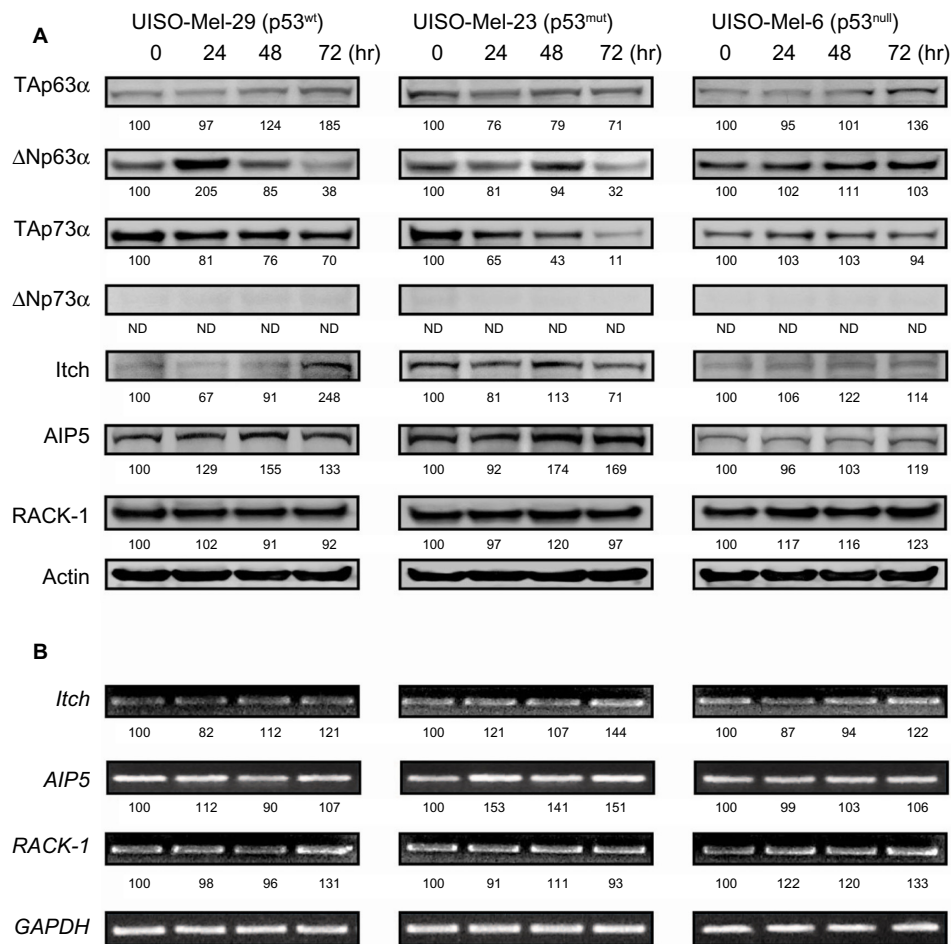 A
UISO-Mel-29 (p53wt) UISO-Mel-23 (p53mut) UISO-Mel-6 (p53null)
0 24 48 72 (hr) 0 24 48 72 (hr) 0 24 48 72 (hr)
TAp63α
100 97 124 185 100 76 79 71 100 95 101 136
ΔNp63α
100 205 85 38 100 81 94 32 100 102 111 103
TAp73α
100 81 76 70 100 65 43 11 100 103 103 94
ΔNp73α
ND ND ND ND ND ND ND ND ND ND ND ND
Itch
100 67 91 248 100 81 113 71 100 106 122 114
AIP5
100 129 155 133 100 92 174 169 100 96 103 119
RACK-1
100 102 91 92 100 97 120 97 100 117 116 123
Actin
B
Itch
100 82 112 121 100 121 107 144 100 87 94 122
AIP5
100 112 90 107 100 153 141 151 100 99 103 106
RACK-1
100 98 96 131 100 91 111 93 100 122 120 133
GAPDH